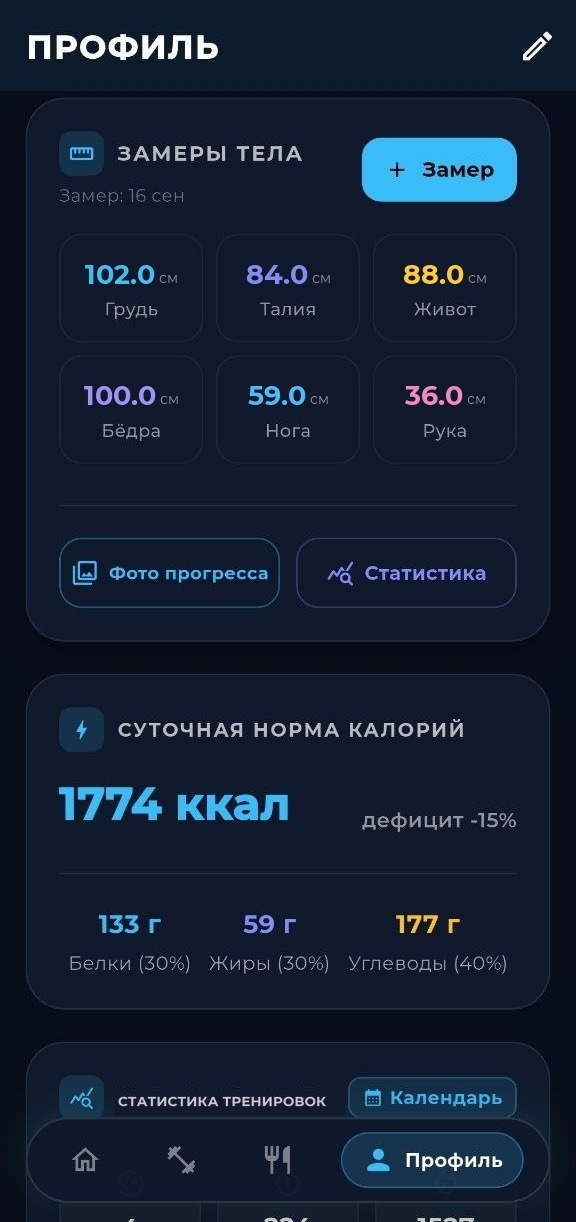 ПРОФИЛЬ
ЗАМЕРЫ ТЕЛА
+ Замер
Замер: 16 сен
102.0 см
84.0 см
88.0 см
Грудь
Талия
Живот
100.0 см
59.0 см
36.0 см
Бёдра
Нога
Рука
Фото прогресса
Статистика
СУТОЧНАЯ НОРМА КАЛОРИЙ
1774 ккал
дефицит -15%
133 г
59 г
177 г
Белки (30%)
Жиры (30%)
Углеводы (40%)
СТАТИСТИКА ТРЕНИРОВОК
Календарь
Профиль